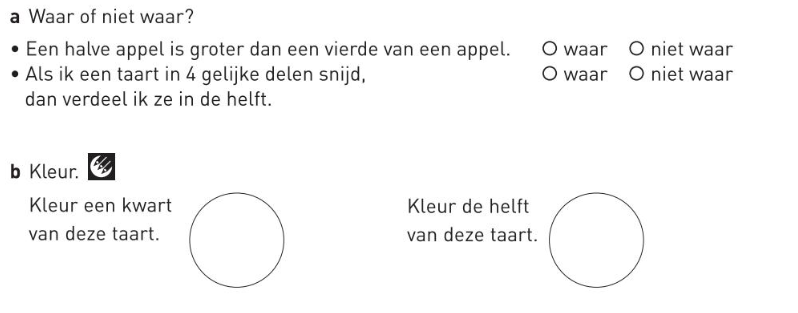 a Waar of niet waar?
• Een halve appel is groter dan een vierde van een appel. O waar O niet waar
• Als ik een taart in 4 gelijke delen snijd, O waar O niet waar
dan verdeel ik ze in de helft.
b Kleur.
Kleur een kwart
van deze taart.
Kleur de helft
van deze taart.